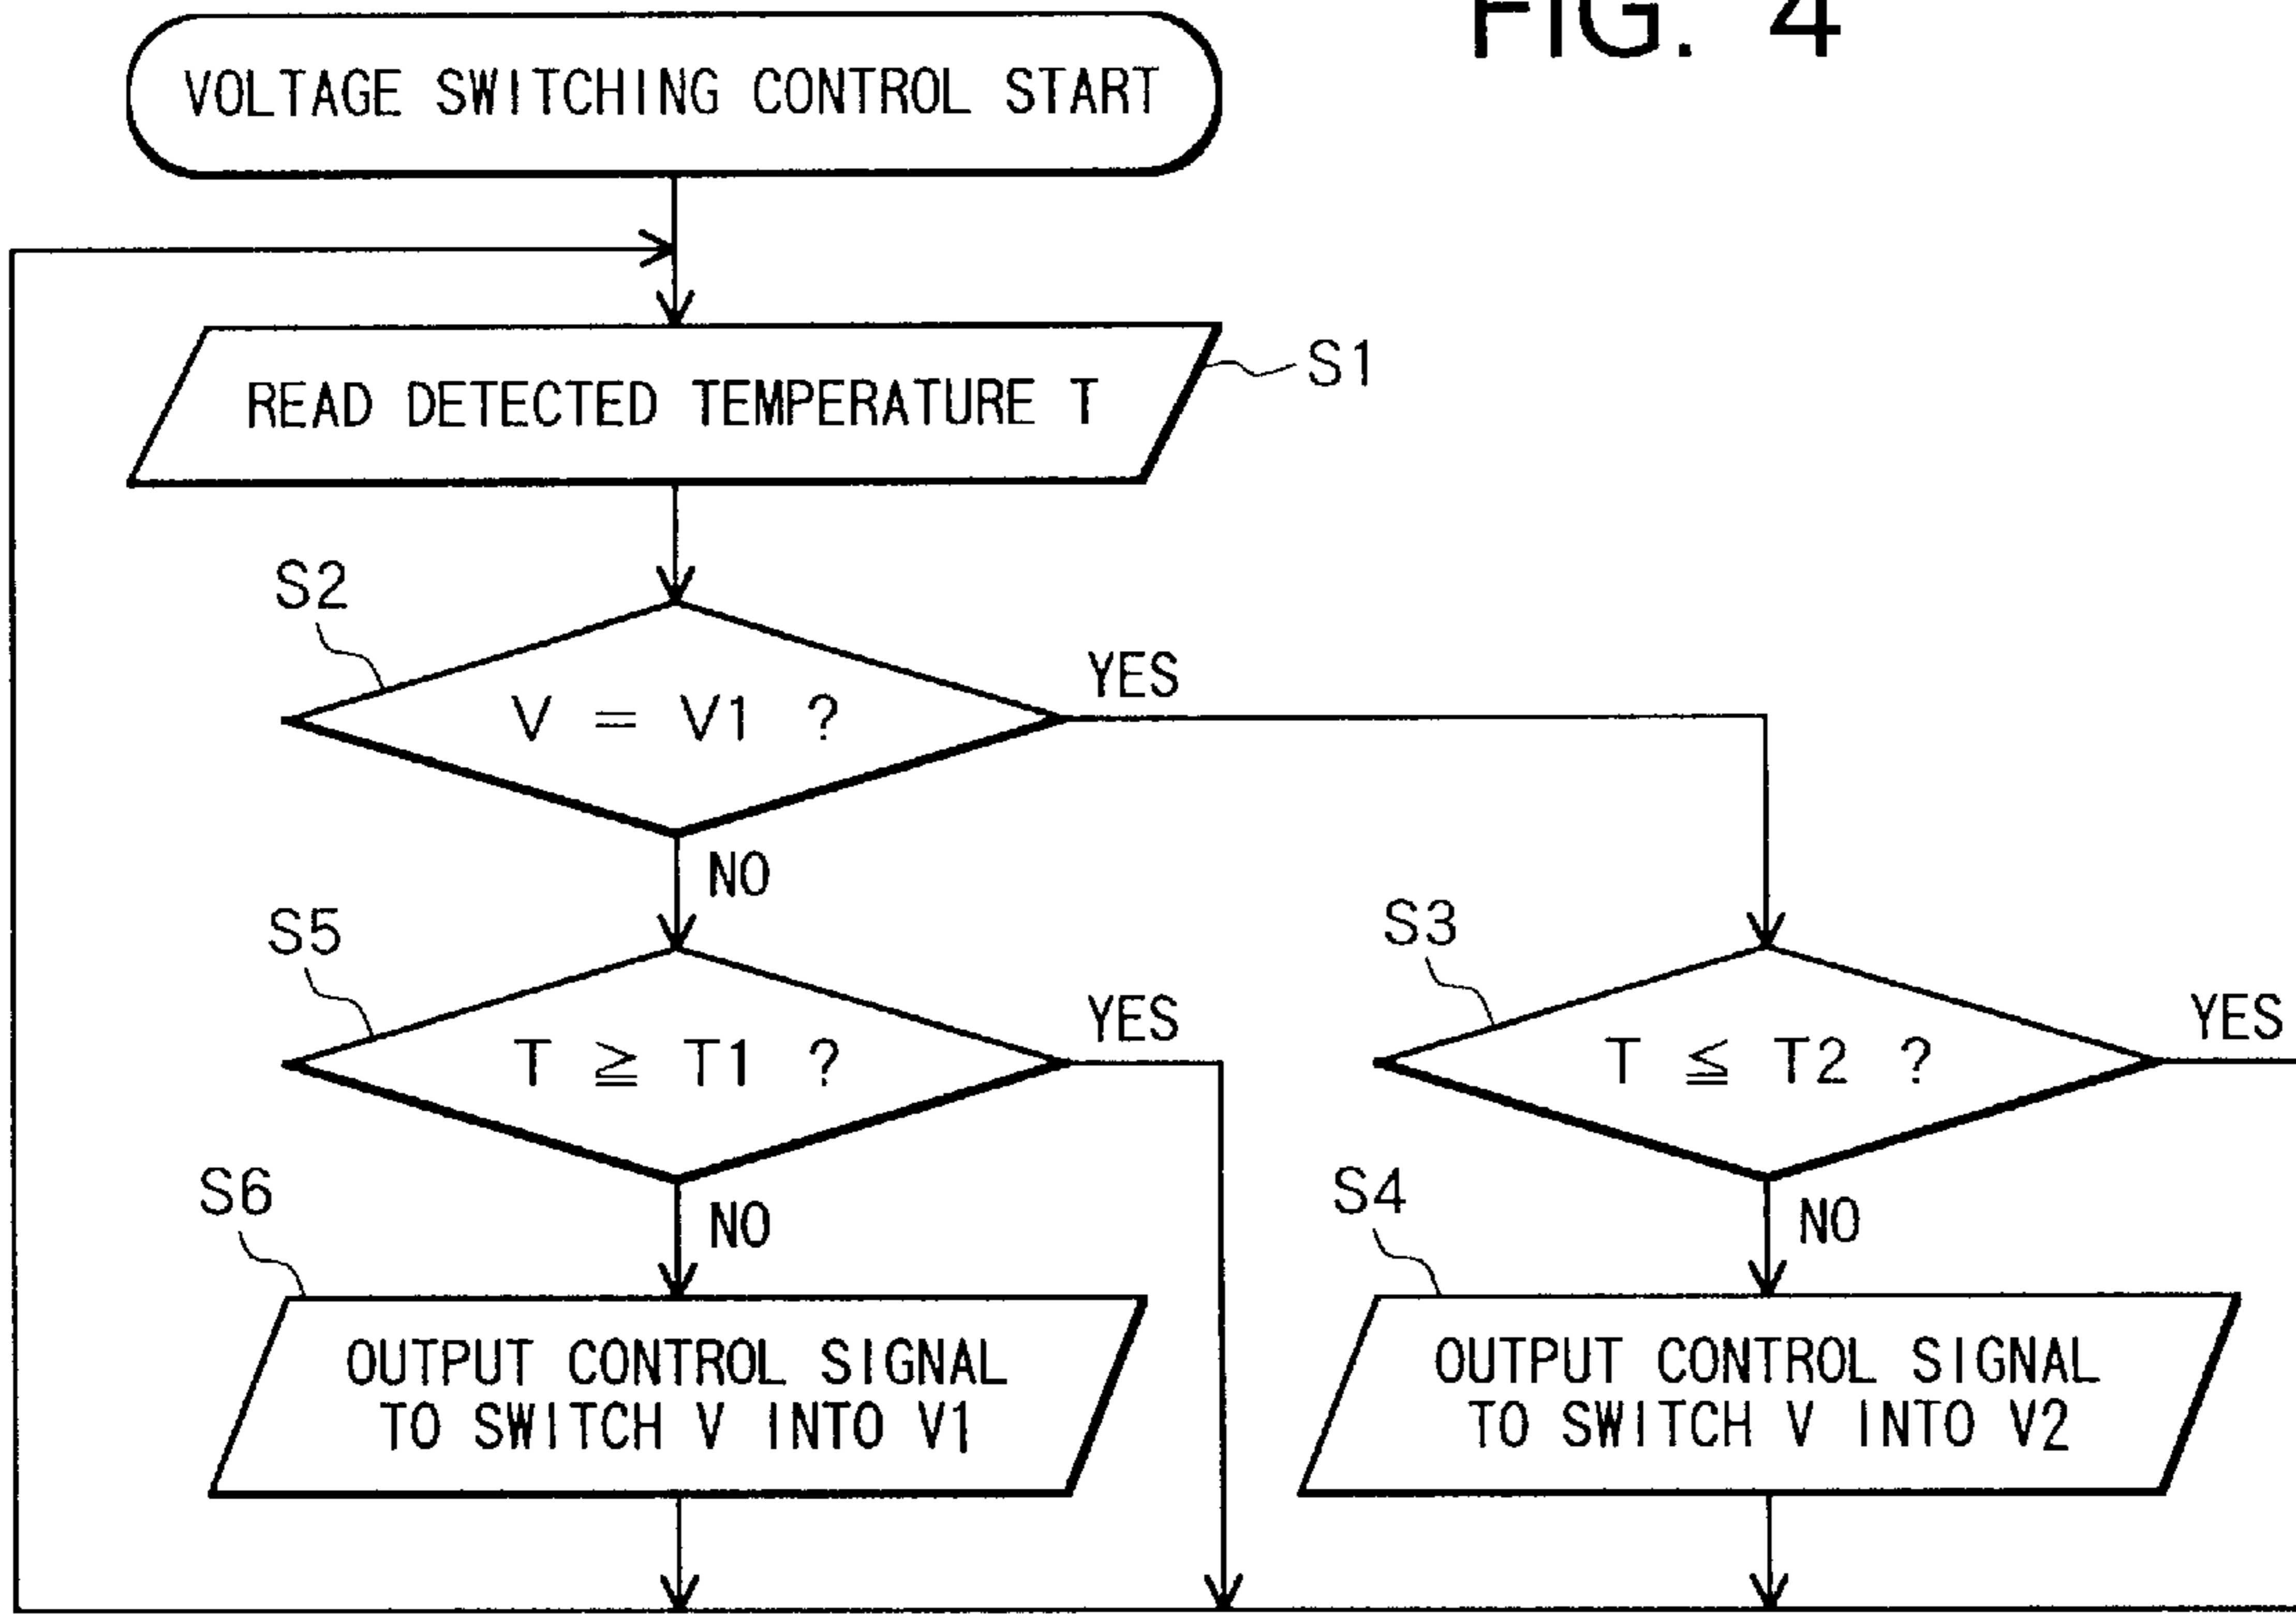 FIG. 4
VOLTAGE SWITCHING CONTROL START
READ DETECTED TEMPERATURE T
S1
S2
V = V1 ?
YES
NO
S5
T ≧ T1 ?
YES
NO
S3
T ≦ T2 ?
YES
NO
S6
OUTPUT CONTROL SIGNAL
TO SWITCH V INTO V1
S4
OUTPUT CONTROL SIGNAL
TO SWITCH V INTO V2